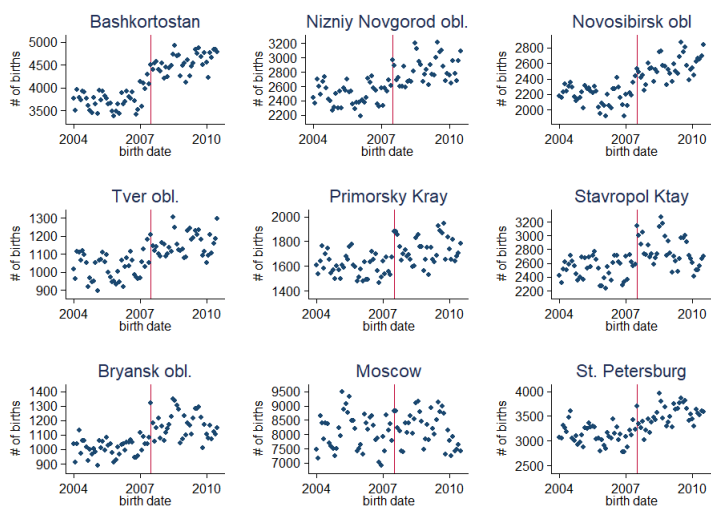 Bashkortostan
# of births
5000
4500
4000
3500
2004 2007 2010
birth date
Nizniy Novgorod obl.
# of births
3200
3000
2800
2600
2400
2200
2004 2007 2010
birth date
Novosibirsk obl
# of births
2800
2600
2400
2200
2000
2004 2007 2010
birth date
Tver obl.
# of births
1300
1200
1100
1000
900
2004 2007 2010
birth date
Primorsky Kray
# of births
2000
1800
1600
1400
2004 2007 2010
birth date
Stavropol Ktay
# of births
3200
3000
2800
2600
2400
2200
2004 2007 2010
birth date
Bryansk obl.
# of births
1400
1300
1200
1100
1000
900
2004 2007 2010
birth date
Moscow
# of births
9500
9000
8500
8000
7500
7000
2004 2007 2010
birth date
St. Petersburg
# of births
4000
3500
3000
2500
2004 2007 2010
birth date